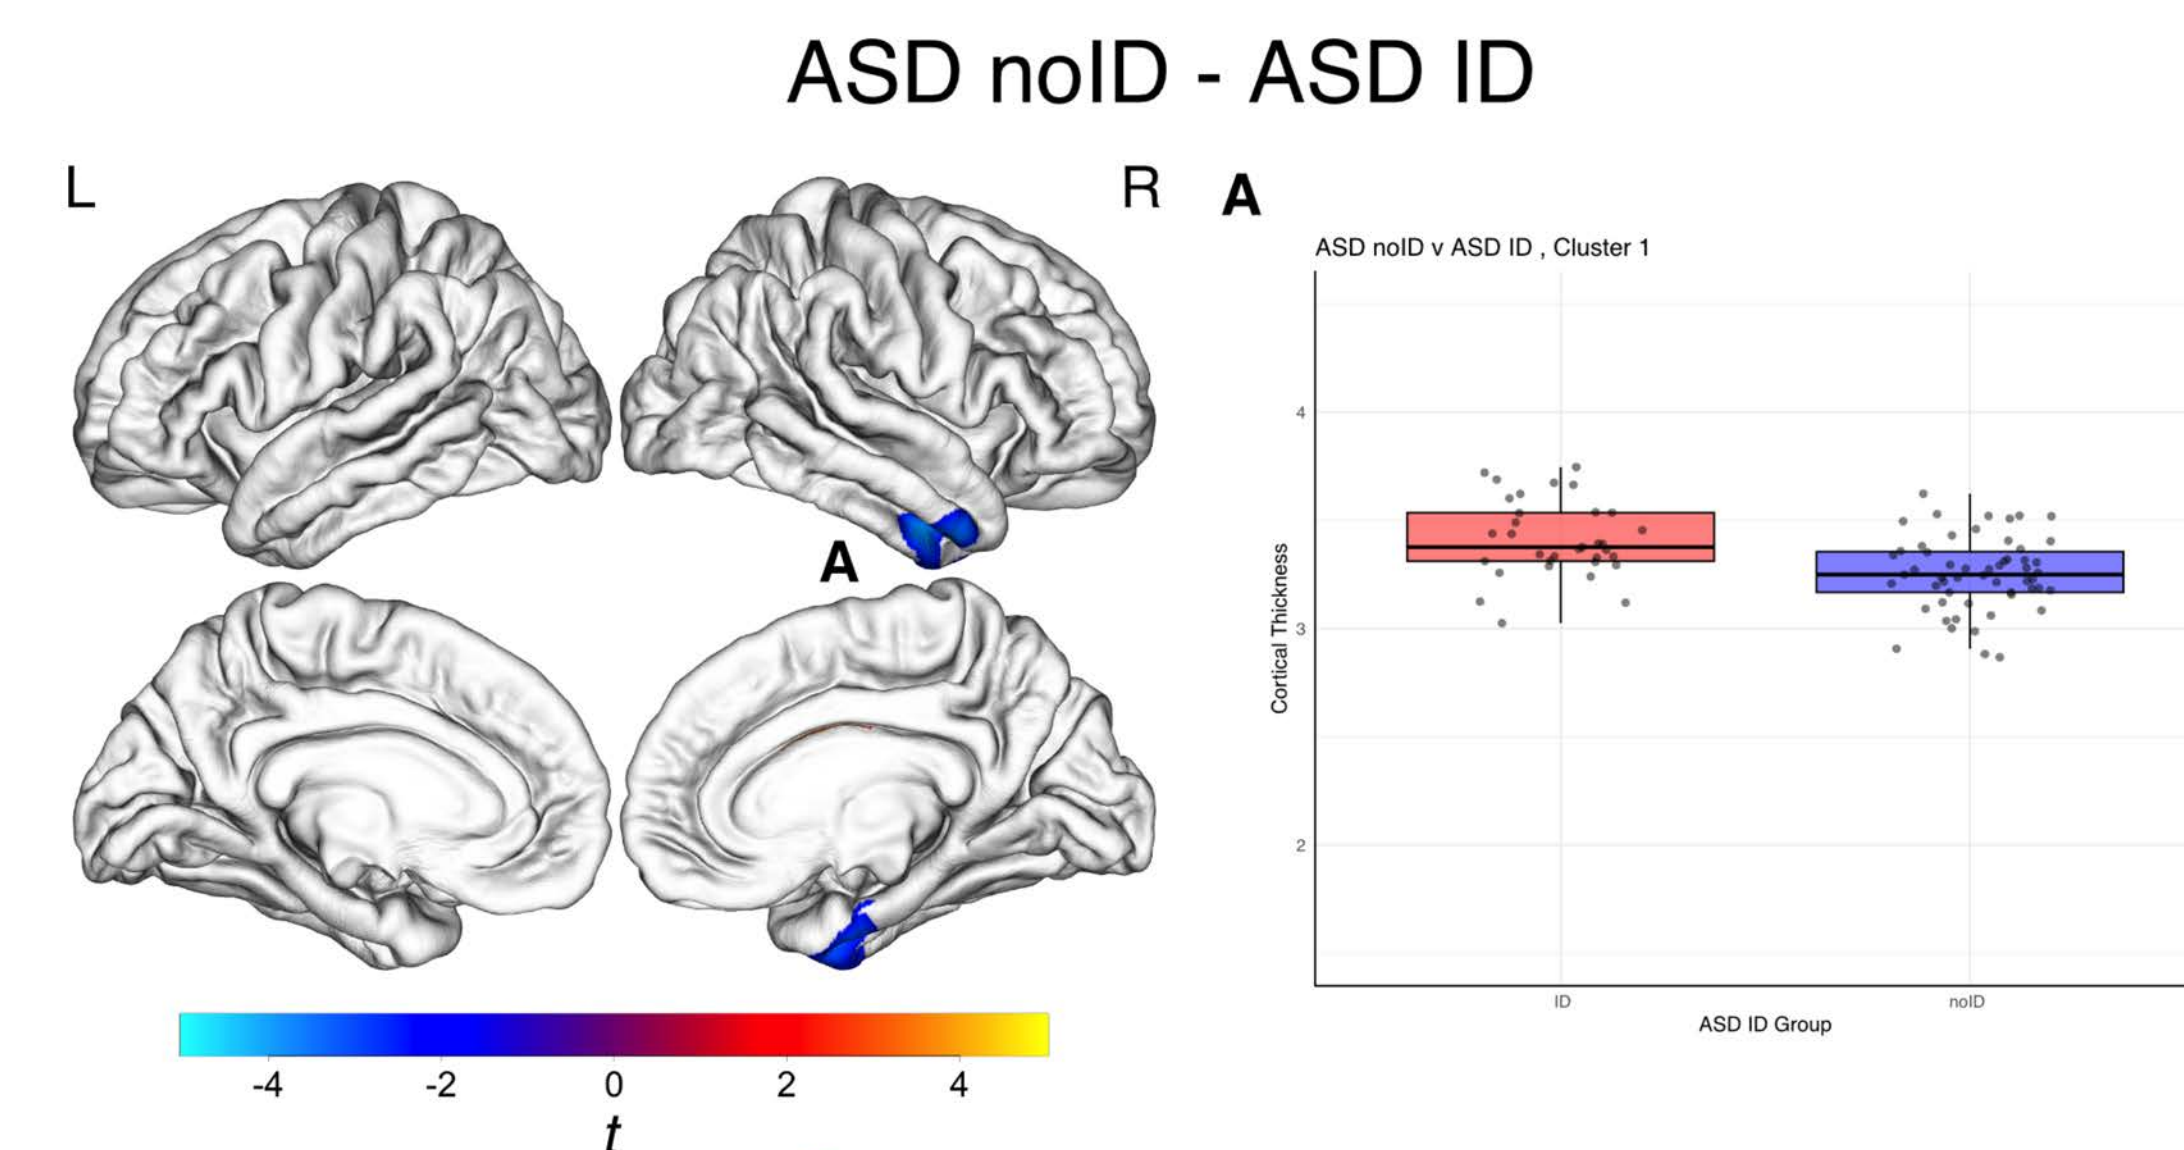 ASD noID - ASD ID
L
R
A
A
-4 -2 0 2 4
t
ASD noID v ASD ID , Cluster 1
4
3
2
Cortical Thickness
ID noID
ASD ID Group